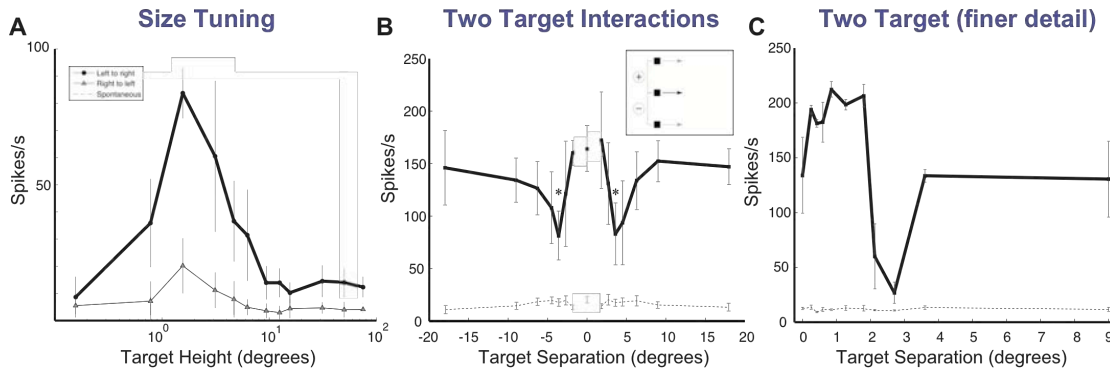 Size Tuning
Two Target Interactions
Two Target (finer detail)
A
B
C
100
50
Spikes/s
Left to right
Right to left
Spontaneous
10^0
10^1
10^2
Target Height (degrees)
250
200
150
100
50
0
Spikes/s
+
−
*
*
-20 -15 -10 -5 0 5 10 15 20
Target Separation (degrees)
250
200
150
100
50
0
Spikes/s
0 1 2 3 4 5 6 7 8 9
Target Separation (degrees)